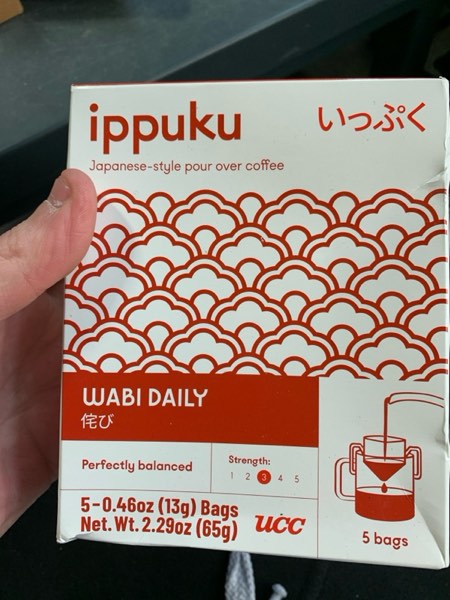 ippuku
いっぷく
Japanese-style pour over coffee
WABI DAILY
侘び
Perfectly balanced
Strength:
1 2 3 4 5
5-0.46oz (13g) Bags
Net. Wt. 2.29oz (65g)
UCC
5 bags